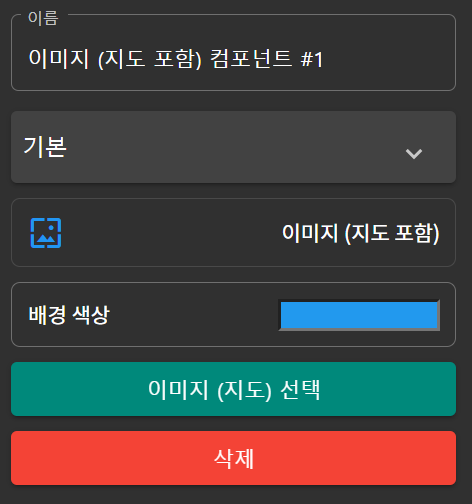 이름
이미지 (지도 포함) 컴포넌트 #1
기본
이미지 (지도 포함)
배경 색상
이미지 (지도) 선택
삭제